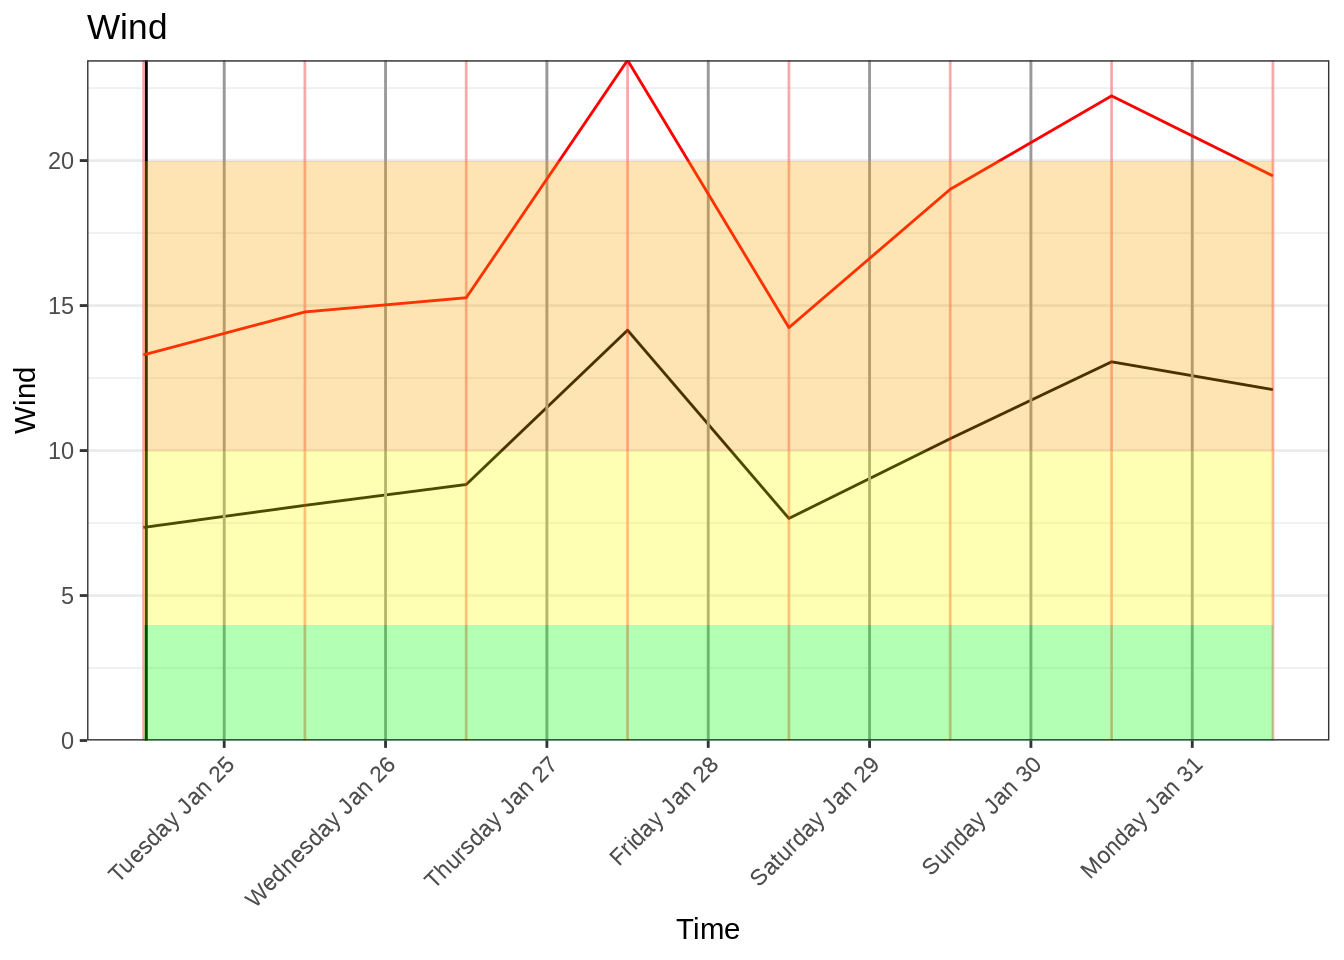 Wind
Wind
20
15
10
5
0
Tuesday Jan 25
Wednesday Jan 26
Thursday Jan 27
Friday Jan 28
Saturday Jan 29
Sunday Jan 30
Monday Jan 31
Time